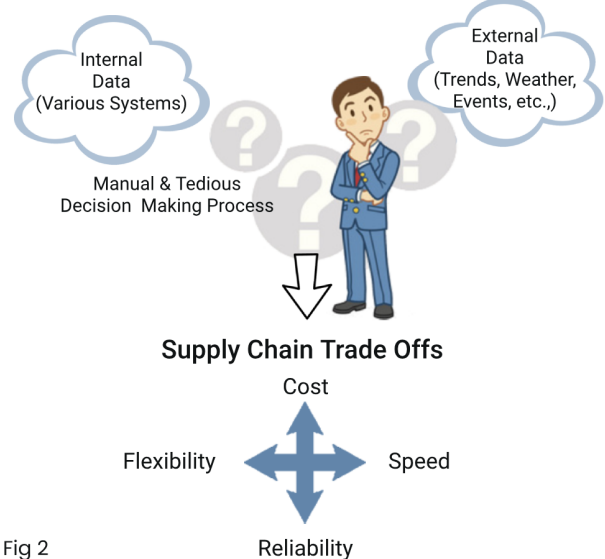 Internal
Data
(Various Systems)
External
Data
(Trends, Weather,
Events, etc.,)
?
?
?
Manual & Tedious
Decision Making Process
Supply Chain Trade Offs
Cost
Flexibility
Speed
Reliability
Fig 2